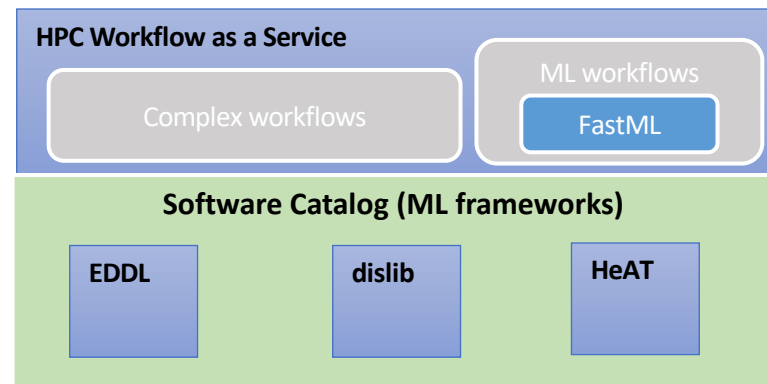 HPC Workflow as a Service
ML workflows
Complex workflows
FastML
Software Catalog (ML frameworks)
EDDL
dislib
HeAT